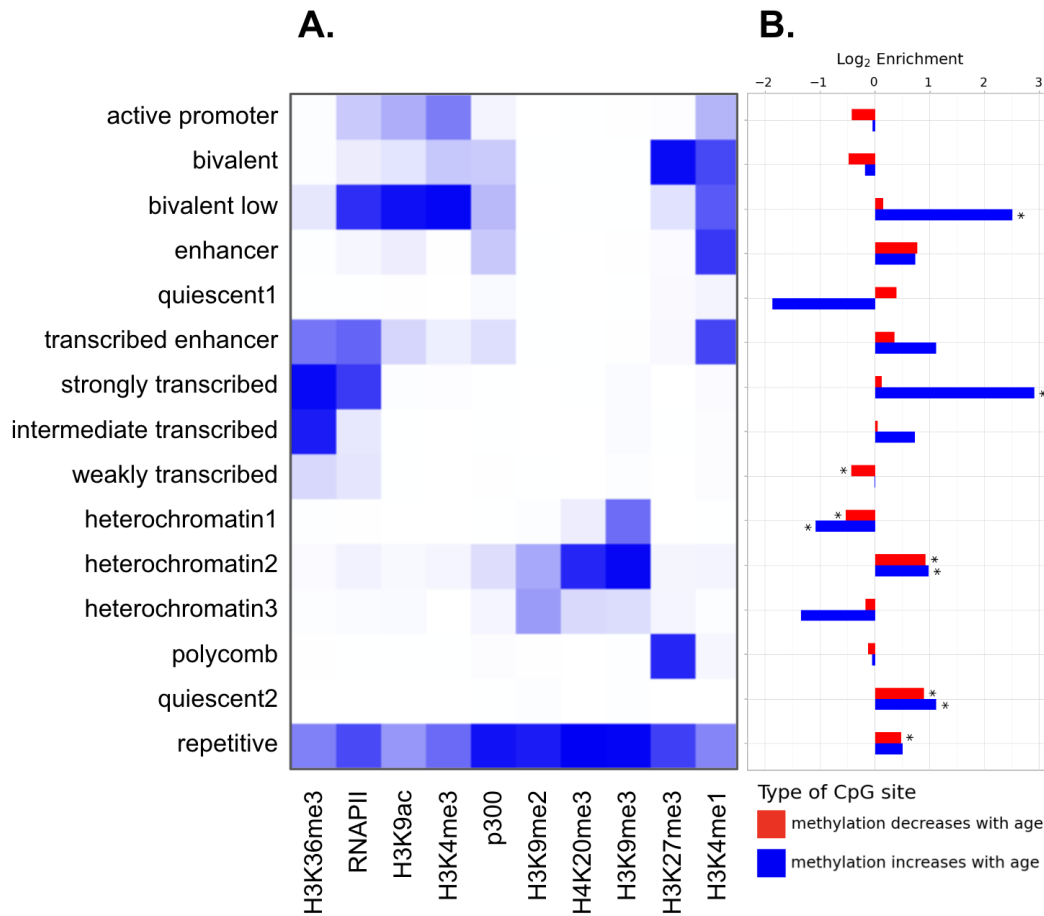 A.
B.
Log₂ Enrichment
−2 −1 0 1 2 3
active promoter
bivalent
bivalent low
*
enhancer
quiescent1
transcribed enhancer
strongly transcribed
*
intermediate transcribed
weakly transcribed
*
heterochromatin1
*
*
heterochromatin2
*
*
heterochromatin3
polycomb
quiescent2
*
*
repetitive
*
H3K36me3
RNAPII
H3K9ac
H3K4me3
p300
H3K9me2
H4K20me3
H3K9me3
H3K27me3
H3K4me1
Type of CpG site
methylation decreases with age
methylation increases with age